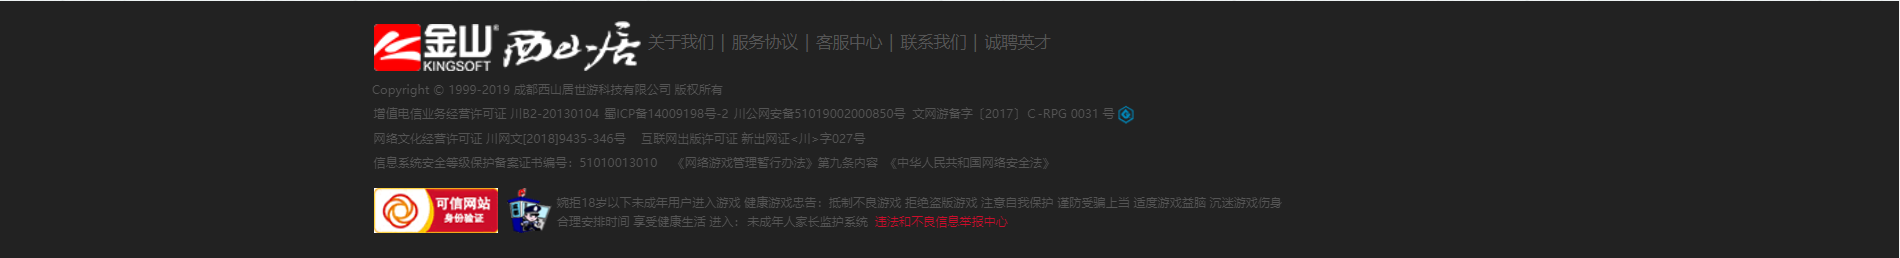 金山 KINGSOFT 西山居 关于我们 | 服务协议 | 客服中心 | 联系我们 | 诚聘英才
Copyright © 1999-2019 成都西山居世游科技有限公司 版权所有
增值电信业务经营许可证 川B2-20130104 蜀ICP备14009198号-2 川公网安备51019002000850号 文网游备字〔2017〕C -RPG 0031 号
网络文化经营许可证 川网文[2018]9435-346号 互联网出版许可证 新出网证<川>字027号
信息系统安全等级保护备案证书编号：51010013010 《网络游戏管理暂行办法》第九条内容 《中华人民共和国网络安全法》
可信网站 身份验证
婉拒18岁以下未成年用户进入游戏 健康游戏忠告：抵制不良游戏 拒绝盗版游戏 注意自我保护 谨防受骗上当 适度游戏益脑 沉迷游戏伤身
合理安排时间 享受健康生活 进入：未成年人家长监护系统 违法和不良信息举报中心